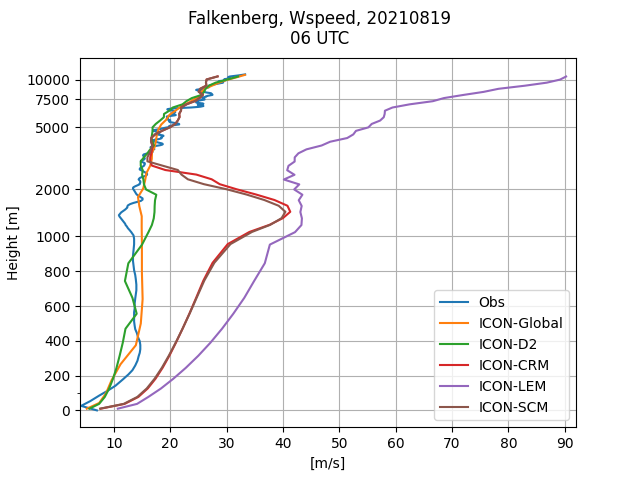 Falkenberg, Wspeed, 20210819
06 UTC
Height [m]
10000
7500
5000
2000
1000
800
600
400
200
0
10 20 30 40 50 60 70 80 90
[m/s]
Obs
ICON-Global
ICON-D2
ICON-CRM
ICON-LEM
ICON-SCM